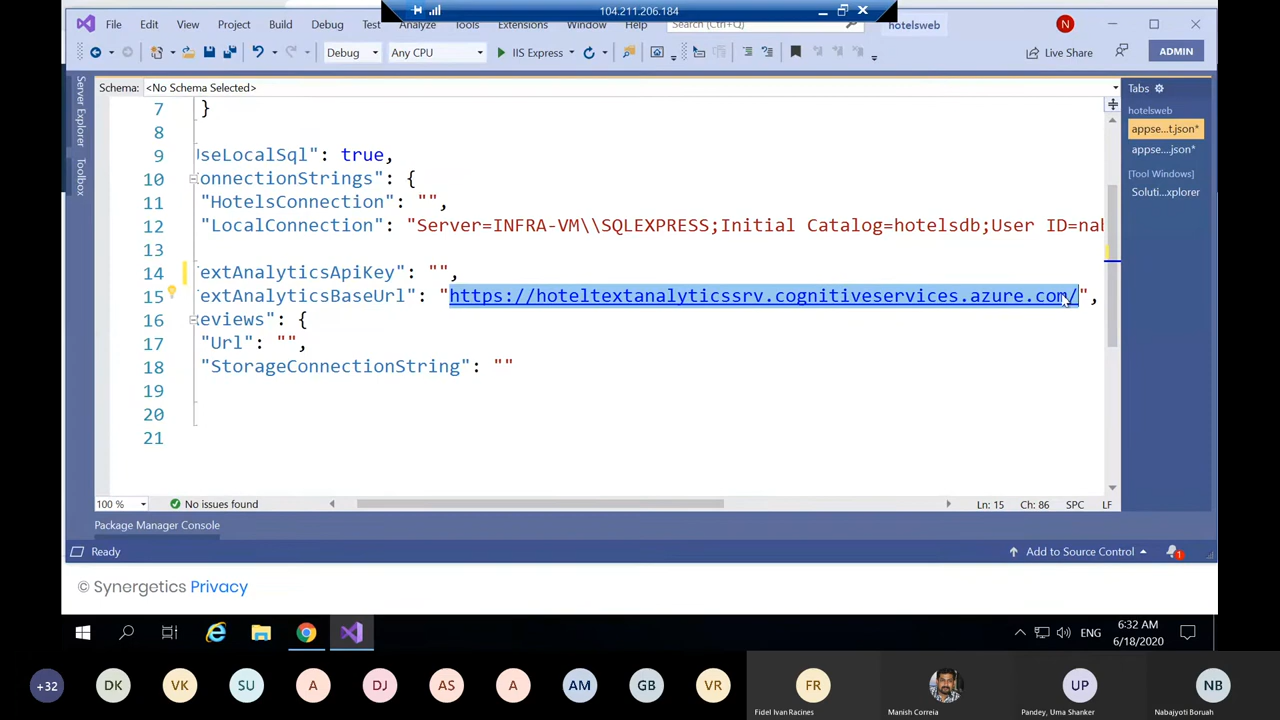 104.211.206.184
File Edit View Project Build Debug Test Analyze Tools Extensions Window Help Search (Ctrl+Q) hotelsweb N
Debug Any CPU IIS Express Live Share ADMIN
Schema: <No Schema Selected>
Server Explorer
Toolbox
7 }
8
9 seLocalSql": true,
10 onnectionStrings": {
11 "HotelsConnection": "",
12 "LocalConnection": "Server=INFRA-VM\\SQLEXPRESS;Initial Catalog=hotelsdb;User ID=nab
13
14 extAnalyticsApiKey": "",
15 extAnalyticsBaseUrl": "https://hoteltextanalyticssrv.cognitiveservices.azure.com/",
16 eviews": {
17 "Url": "",
18 "StorageConnectionString": ""
19
20
21
Tabs
hotelsweb
appse...t.json*
appse....json*
[Tool Windows]
Soluti...xplorer
100 % No issues found Ln: 15 Ch: 86 SPC LF
Package Manager Console
Ready Add to Source Control 1
© Synergetics Privacy
ENG 6:32 AM
6/18/2020
+32 DK VK SU A DJ AS A AM GB VR FR UP NB
Fidel Ivan Racines Manish Correia Pandey, Uma Shanker Nabajyoti Boruah